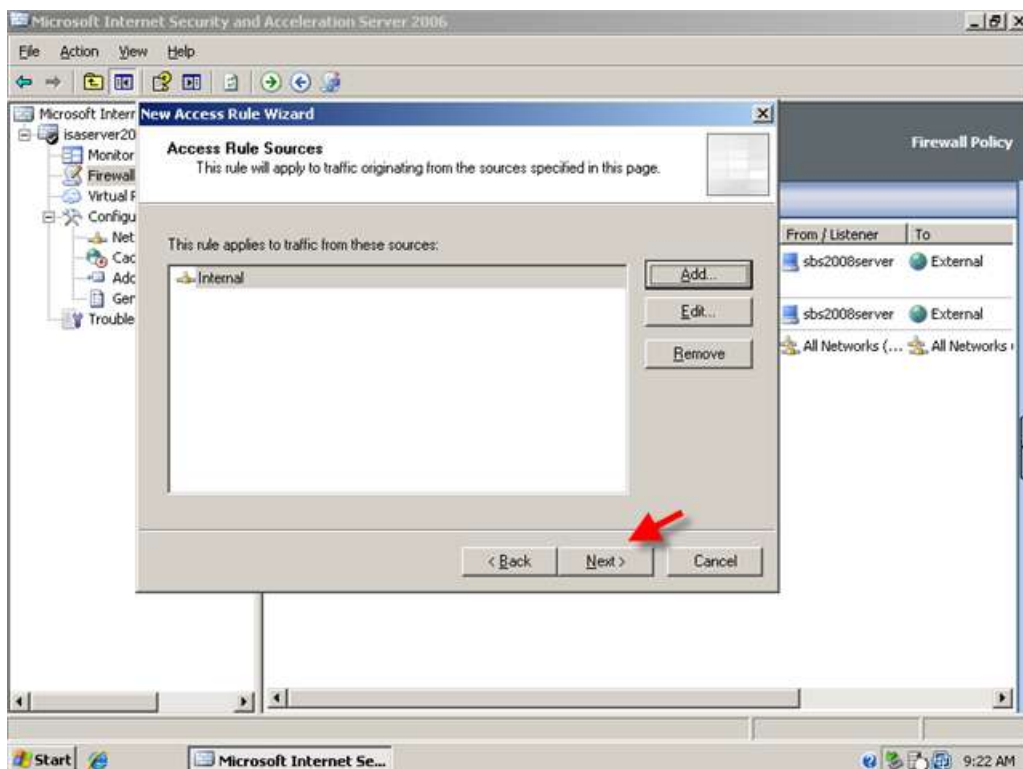 Microsoft Internet Security and Acceleration Server 2006
File Action View Help
Microsoft Interr
isaserver20
Monitor
Firewall
Virtual F
Configu
Net
Cac
Adc
Ger
Trouble
New Access Rule Wizard
Access Rule Sources
This rule will apply to traffic originating from the sources specified in this page.
This rule applies to traffic from these sources:
Internal
Add...
Edit...
Remove
< Back
Next >
Cancel
Firewall Policy
From / Listener To
sbs2008server External
sbs2008server External
All Networks (... All Networks
Start
Microsoft Internet Se...
9:22 AM